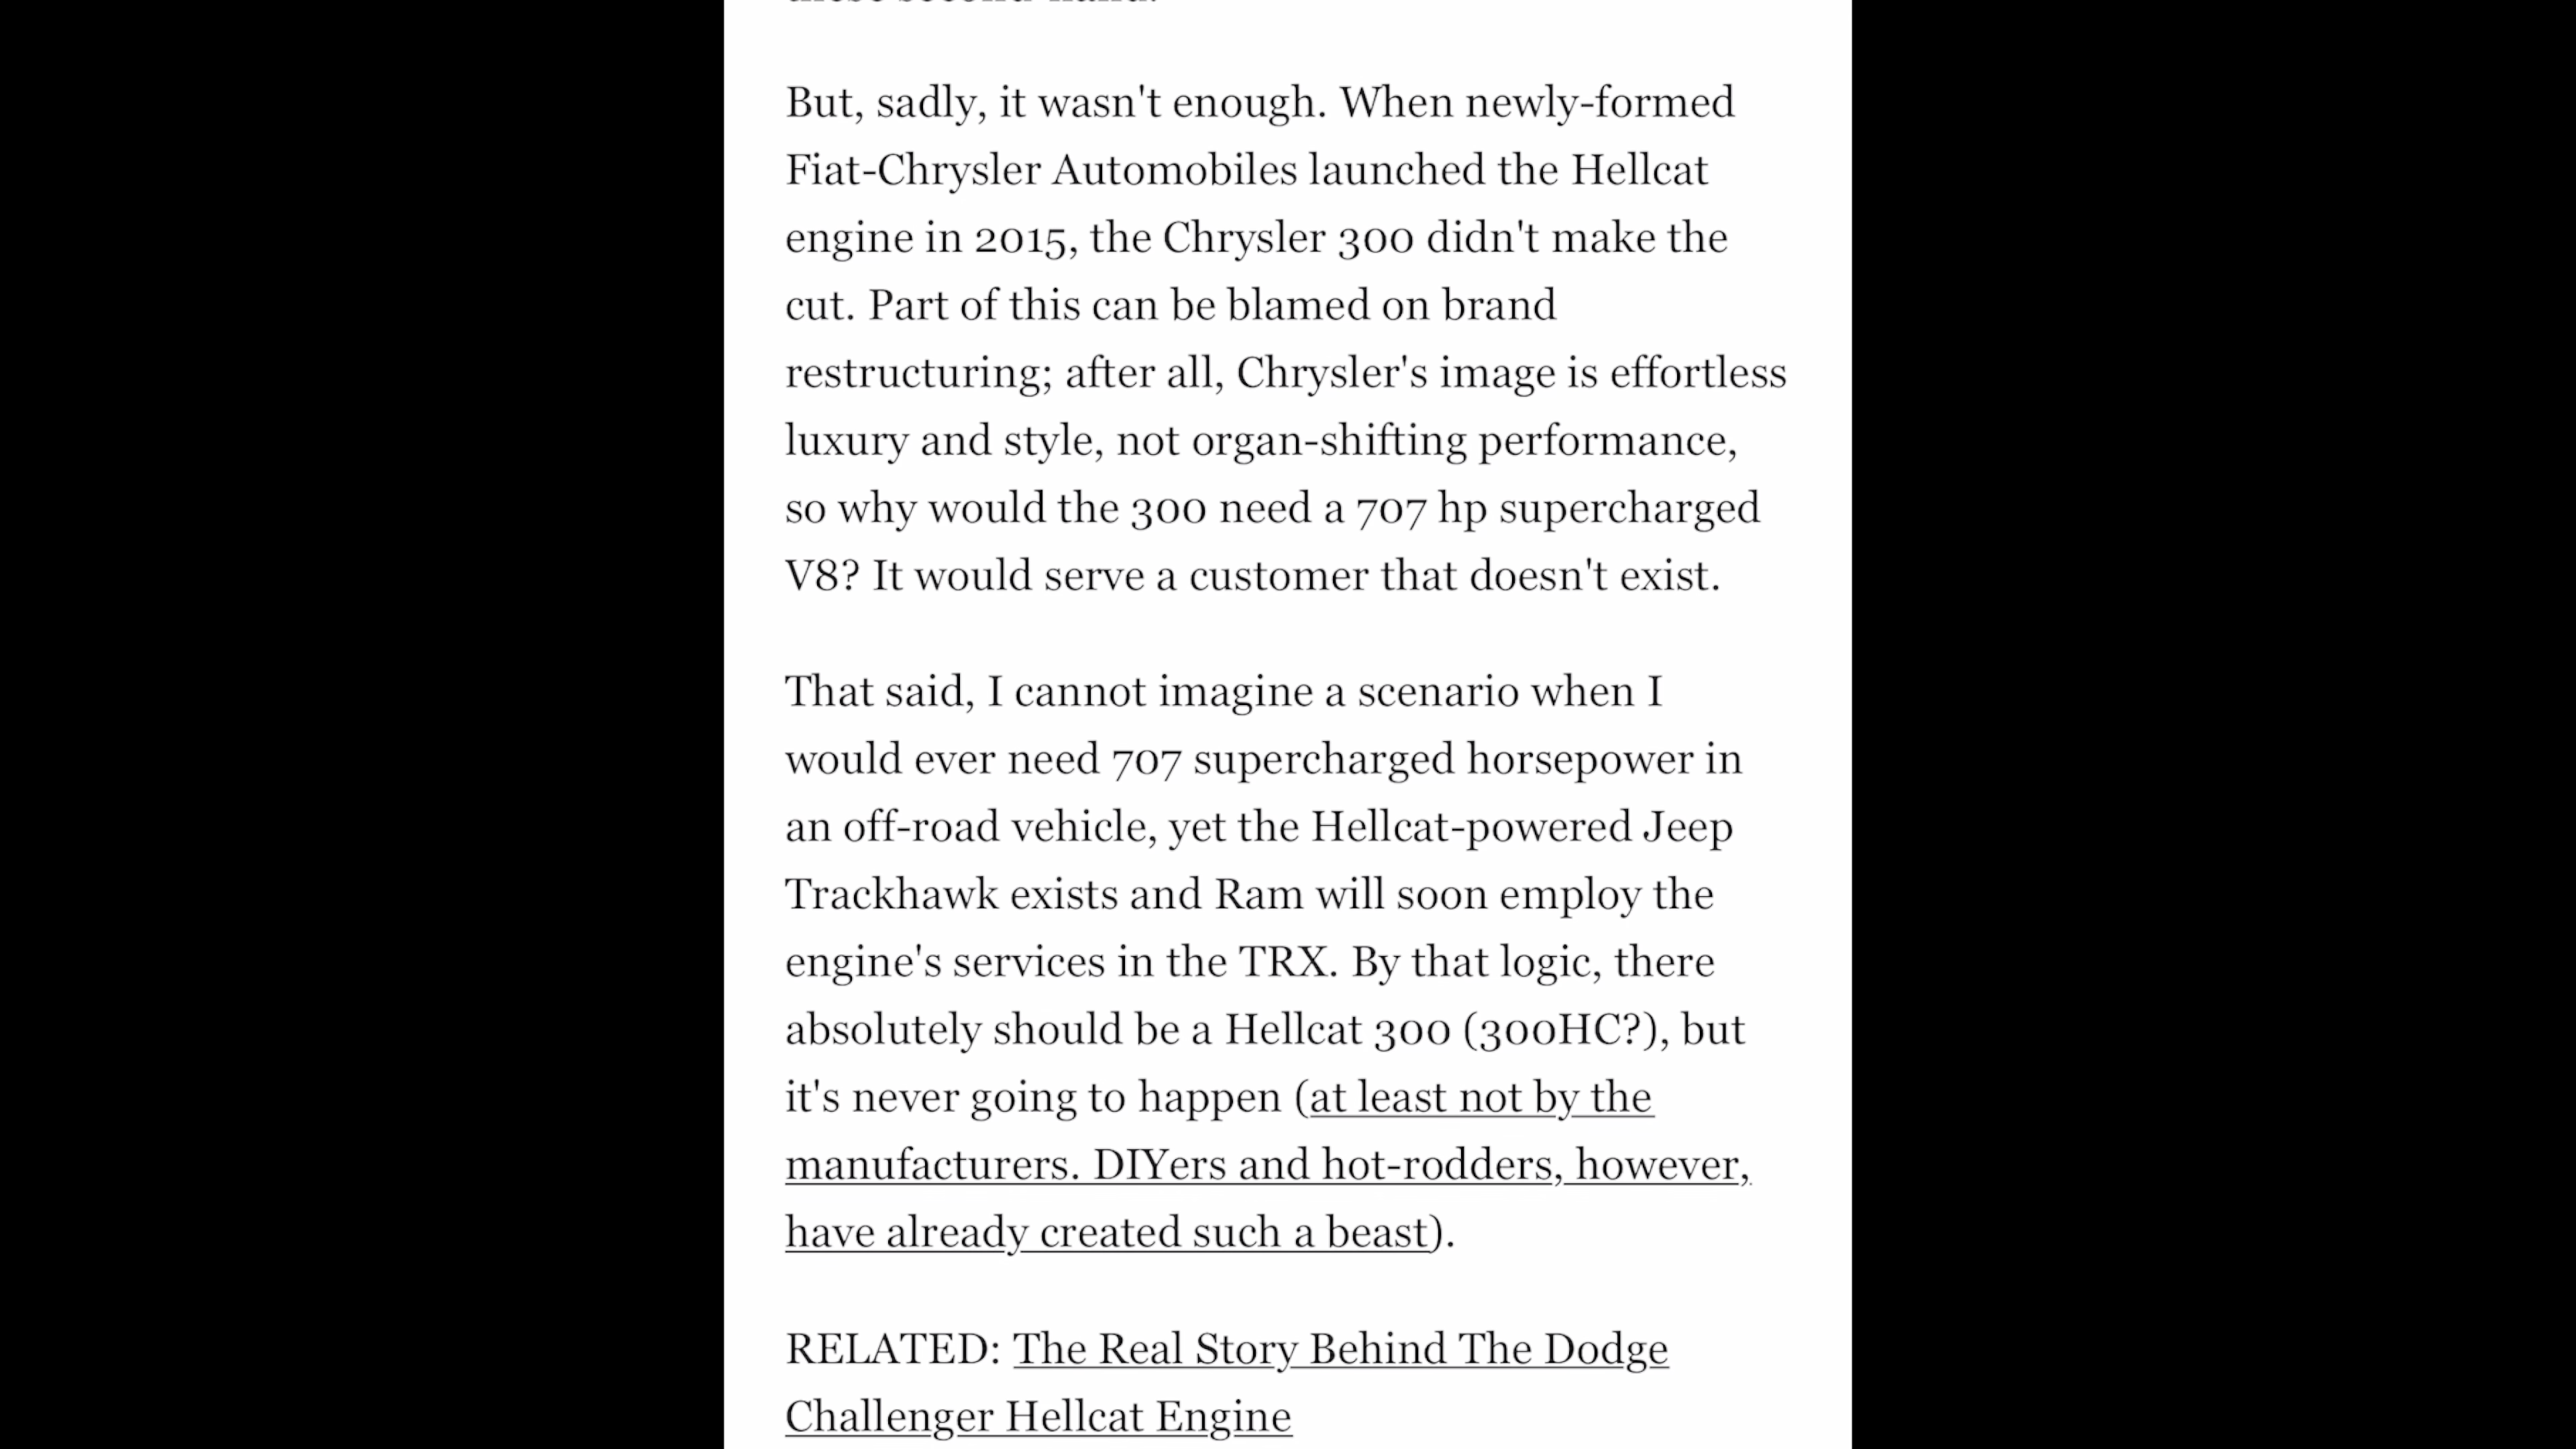 these second-hand.
But, sadly, it wasn't enough. When newly-formed
Fiat-Chrysler Automobiles launched the Hellcat
engine in 2015, the Chrysler 300 didn't make the
cut. Part of this can be blamed on brand
restructuring; after all, Chrysler's image is effortless
luxury and style, not organ-shifting performance,
so why would the 300 need a 707 hp supercharged
V8? It would serve a customer that doesn't exist.
That said, I cannot imagine a scenario when I
would ever need 707 supercharged horsepower in
an off-road vehicle, yet the Hellcat-powered Jeep
Trackhawk exists and Ram will soon employ the
engine's services in the TRX. By that logic, there
absolutely should be a Hellcat 300 (300HC?), but
it's never going to happen (at least not by the
manufacturers. DIYers and hot-rodders, however,
have already created such a beast).
RELATED: The Real Story Behind The Dodge
Challenger Hellcat Engine